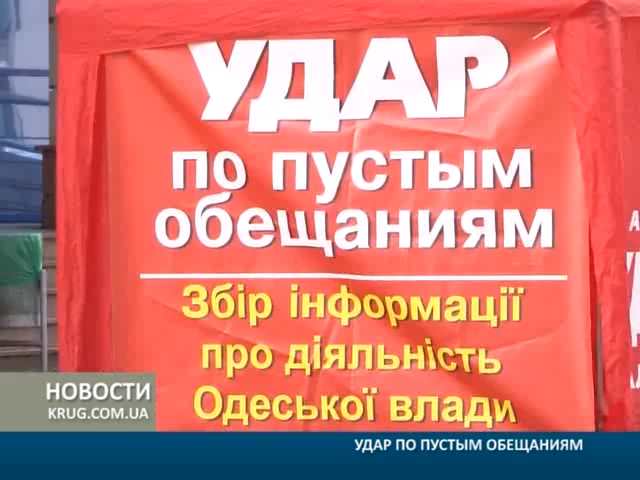 УДАР
по пустым
обещаниям
Збір інформації
про діяльність
Одеської влади
НОВОСТИ
KRUG.COM.UA
УДАР ПО ПУСТЫМ ОБЕЩАНИЯМ